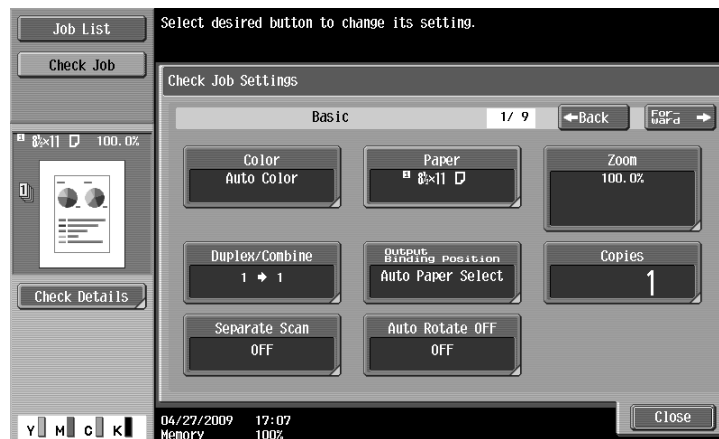 Job List
Select desired button to change its setting.
Check Job
Check Job Settings
Basic
1/ 9
←Back
For-
ward →
8½×11 100.0%
1
Check Details
Color
Auto Color
Paper
8½×11
Zoom
100.0%
Duplex/Combine
1 → 1
Output
Binding Position
Auto Paper Select
Copies
1
Separate Scan
OFF
Auto Rotate OFF
OFF
Close
Y M C K
04/27/2009 17:07
Memory 100%